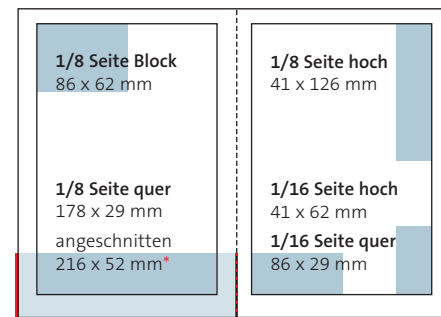 1/8 Seite Block
86 x 62 mm
1/8 Seite quer
178 x 29 mm
angeschnitten
216 x 52 mm*
1/8 Seite hoch
41 x 126 mm
1/16 Seite hoch
41 x 62 mm
1/16 Seite quer
86 x 29 mm